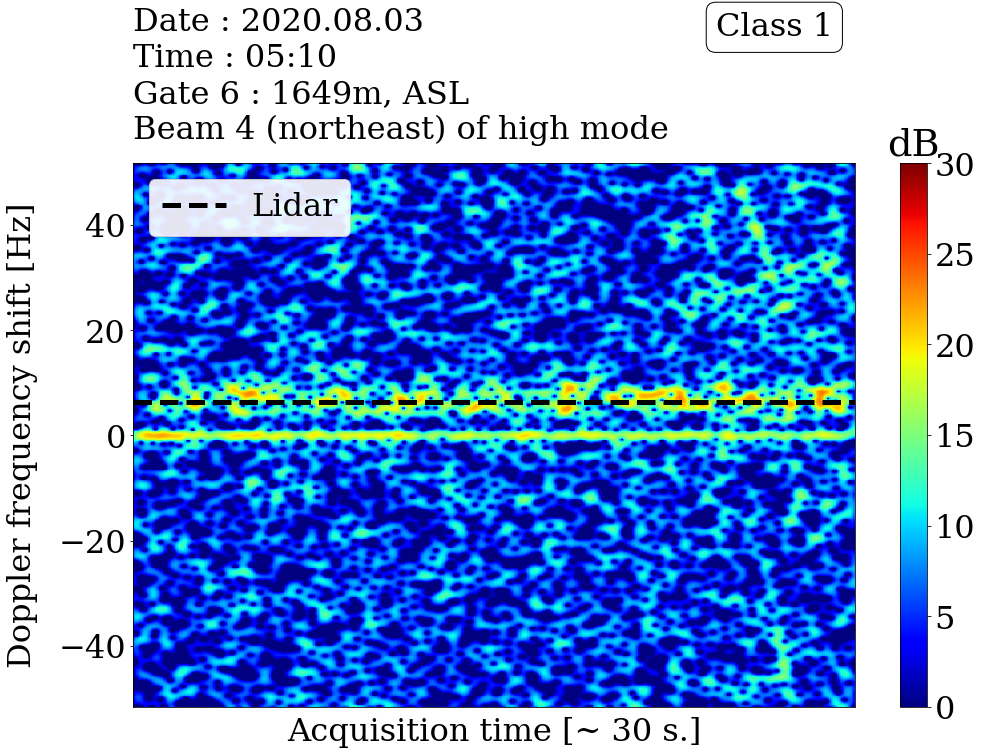 Date : 2020.08.03
Time : 05:10
Gate 6 : 1649m, ASL
Beam 4 (northeast) of high mode
Class 1
dB
Lidar
Doppler frequency shift [Hz]
40
20
0
−20
−40
30
25
20
15
10
5
0
Acquisition time [~ 30 s.]